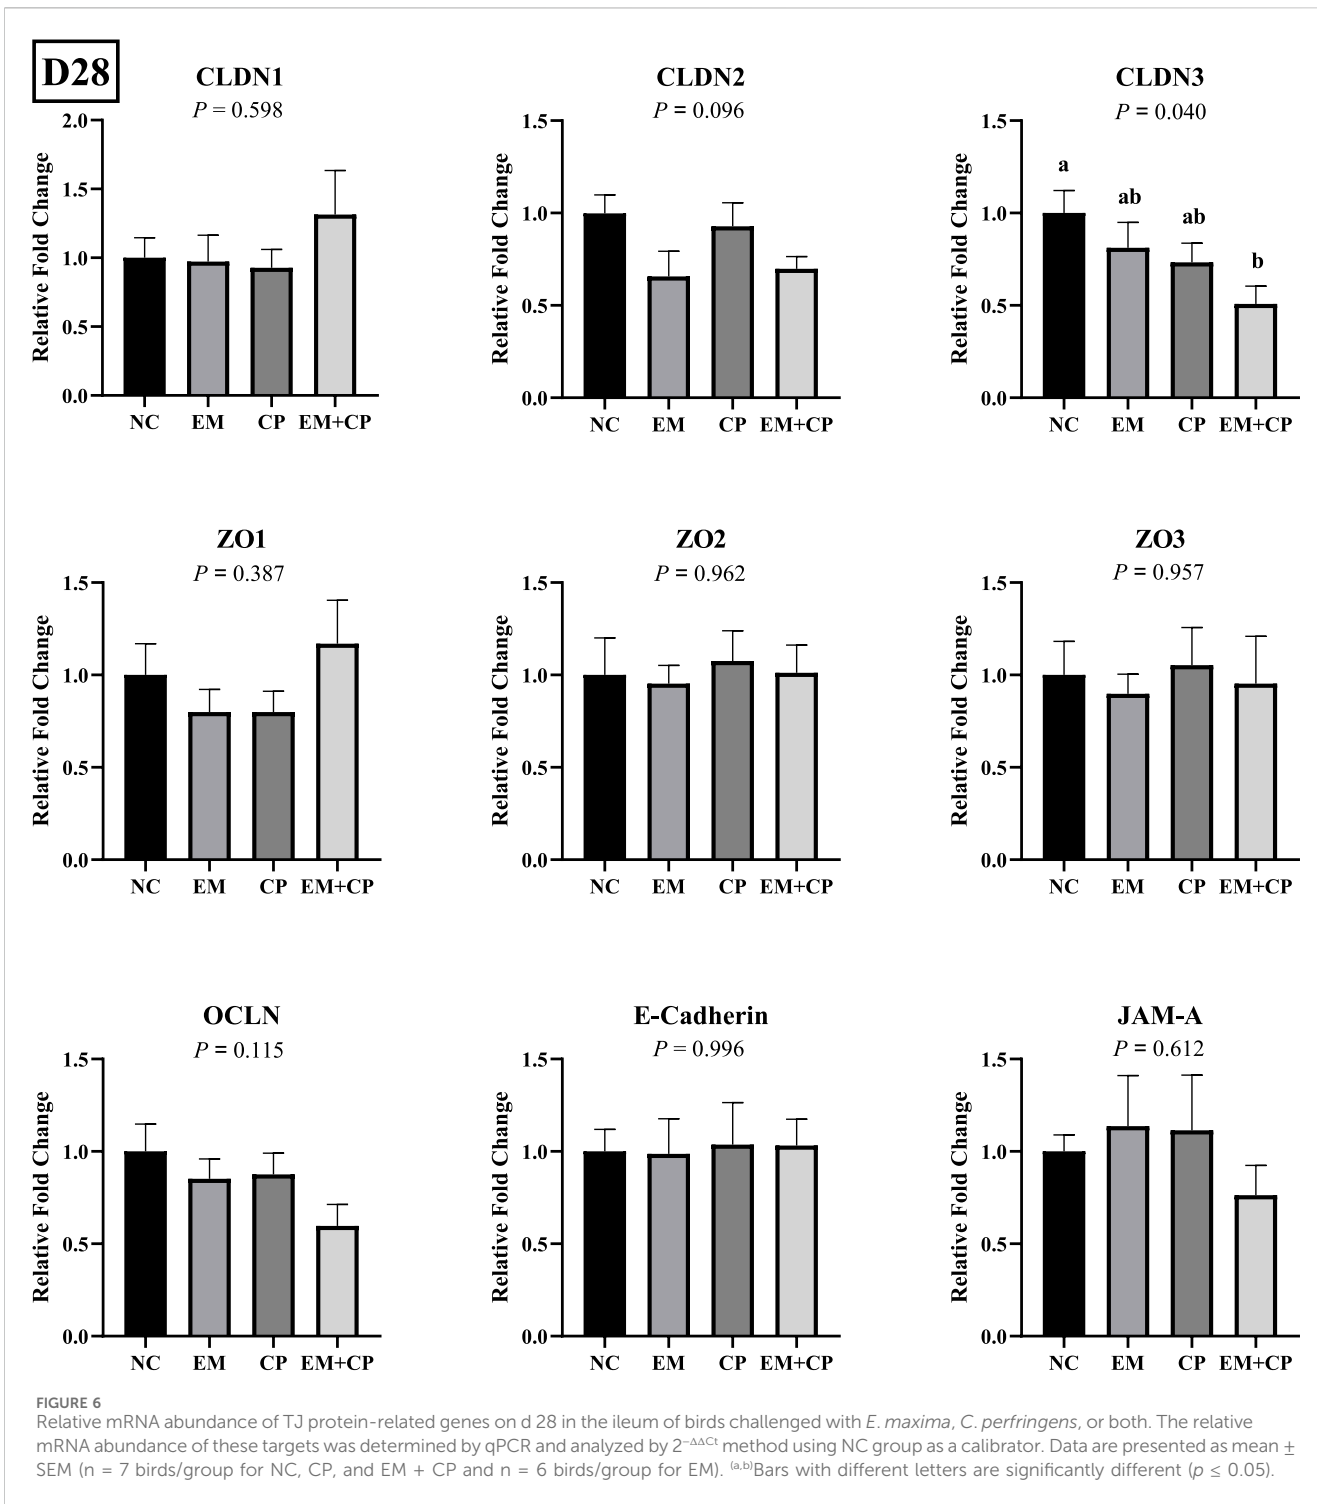 D28
CLDN1
P = 0.598
Relative Fold Change
2.0
1.5
1.0
0.5
0.0
NC EM CP EM+CP
CLDN2
P = 0.096
Relative Fold Change
1.5
1.0
0.5
0.0
NC EM CP EM+CP
CLDN3
P = 0.040
Relative Fold Change
1.5
1.0
0.5
0.0
a
ab
ab
b
NC EM CP EM+CP
ZO1
P = 0.387
Relative Fold Change
1.5
1.0
0.5
0.0
NC EM CP EM+CP
ZO2
P = 0.962
Relative Fold Change
1.5
1.0
0.5
0.0
NC EM CP EM+CP
ZO3
P = 0.957
Relative Fold Change
1.5
1.0
0.5
0.0
NC EM CP EM+CP
OCLN
P = 0.115
Relative Fold Change
1.5
1.0
0.5
0.0
NC EM CP EM+CP
E-Cadherin
P = 0.996
Relative Fold Change
1.5
1.0
0.5
0.0
NC EM CP EM+CP
JAM-A
P = 0.612
Relative Fold Change
1.5
1.0
0.5
0.0
NC EM CP EM+CP
FIGURE 6
Relative mRNA abundance of TJ protein-related genes on d 28 in the ileum of birds challenged with E. maxima, C. perfringens, or both. The relative
mRNA abundance of these targets was determined by qPCR and analyzed by 2−ΔΔCt method using NC group as a calibrator. Data are presented as mean ±
SEM (n = 7 birds/group for NC, CP, and EM + CP and n = 6 birds/group for EM). (a,b)Bars with different letters are significantly different (p ≤ 0.05).